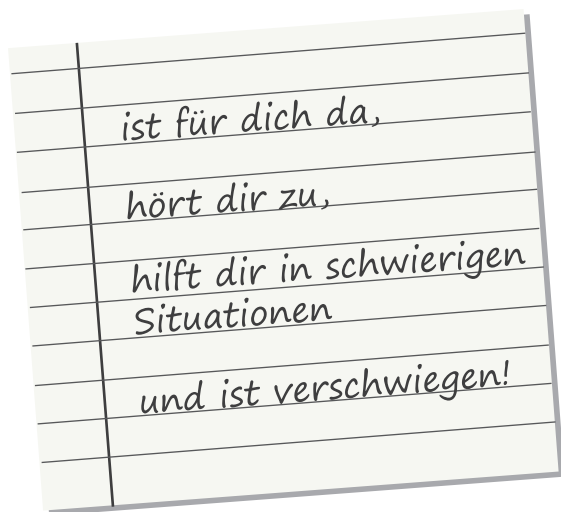 ist für dich da,
hört dir zu,
hilft dir in schwierigen
Situationen
und ist verschwiegen!